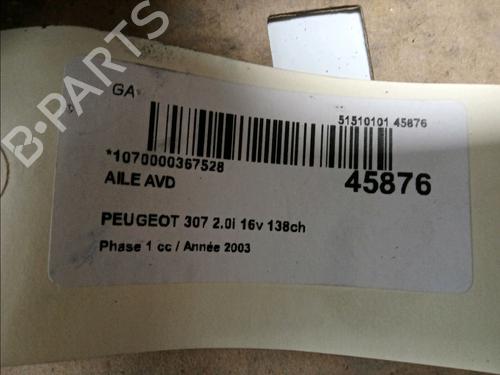 GA
51510101 45876
*1070000367528
AILE AVD
45876
PEUGEOT 307 2.0i 16v 138ch
Phase 1 cc / Année 2003
B-PARTS